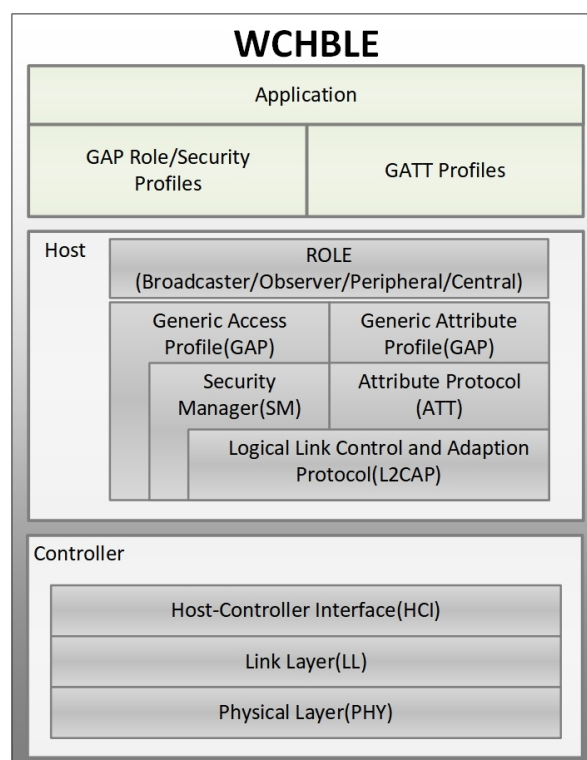 WCHBLE
Application
GAP Role/Security
Profiles
GATT Profiles
Host
ROLE
(Broadcaster/Observer/Peripheral/Central)
Generic Access
Profile(GAP)
Generic Attribute
Profile(GAP)
Security
Manager(SM)
Attribute Protocol
(ATT)
Logical Link Control and Adaption
Protocol(L2CAP)
Controller
Host-Controller Interface(HCI)
Link Layer(LL)
Physical Layer(PHY)